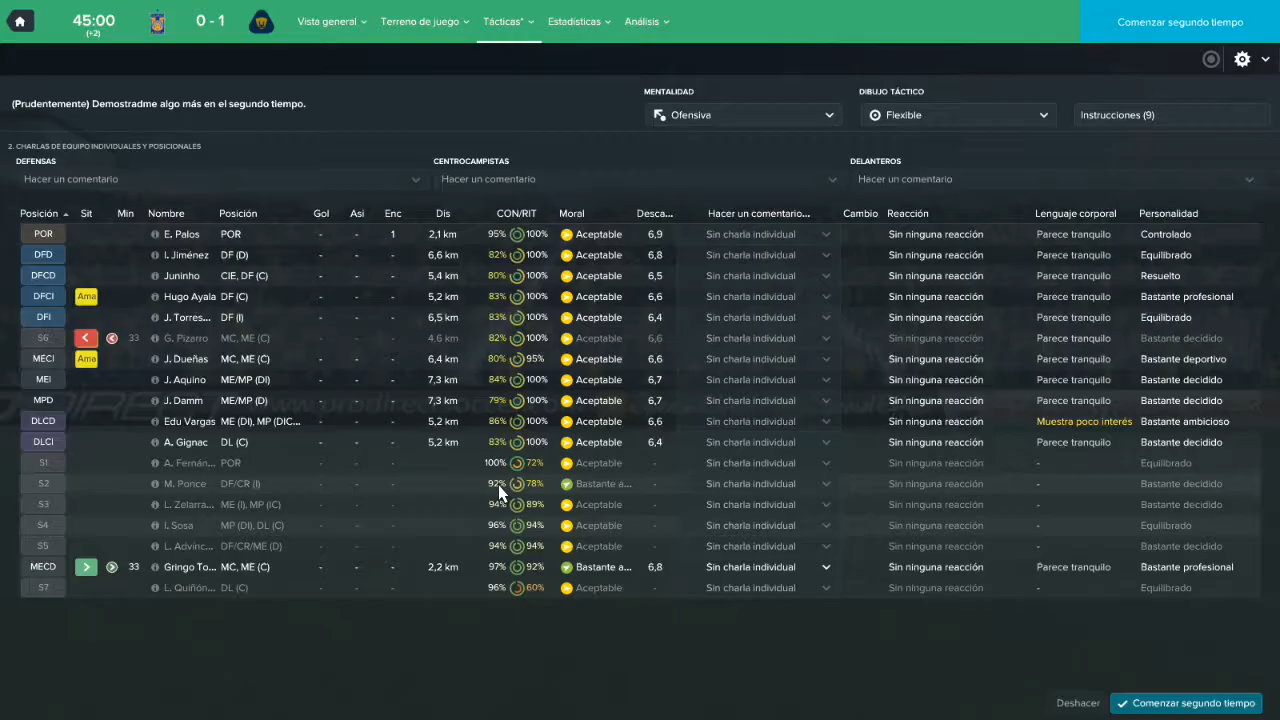 45:00
(+2)
0 - 1
Vista general
Terreno de juego
Tácticas*
Estadísticas
Análisis
Comenzar segundo tiempo
(Prudentemente) Demostradme algo más en el segundo tiempo.
MENTALIDAD
Ofensiva
DIBUJO TÁCTICO
Flexible
Instrucciones (9)
2. CHARLAS DE EQUIPO INDIVIDUALES Y POSICIONALES
DEFENSAS
CENTROCAMPISTAS
DELANTEROS
Hacer un comentario
Hacer un comentario
Hacer un comentario
Posición Sit Min Nombre Posición Gol Asi Enc Dis CON/RIT Moral Desca... Hacer un comentario... Cambio Reacción Lenguaje corporal Personalidad
POR E. Palos POR - - 1 2,1 km 95% 100% Aceptable 6,9 Sin charla individual Sin ninguna reacción Parece tranquilo Controlado
DFD I. Jiménez DF (D) - - - 6,6 km 82% 100% Aceptable 6,8 Sin charla individual Sin ninguna reacción Parece tranquilo Equilibrado
DFCD Juninho CIE, DF (C) - - - 5,4 km 80% 100% Aceptable 6,5 Sin charla individual Sin ninguna reacción Parece tranquilo Resuelto
DFCI Ama Hugo Ayala DF (C) - - - 5,2 km 83% 100% Aceptable 6,6 Sin charla individual Sin ninguna reacción Parece tranquilo Bastante profesional
DFI J. Torres... DF (I) - - - 6,5 km 83% 100% Aceptable 6,4 Sin charla individual Sin ninguna reacción Parece tranquilo Equilibrado
S6 33 G. Pizarro MC, ME (C) - - - 4,6 km 82% 100% Aceptable 6,6 Sin charla individual Sin ninguna reacción Parece tranquilo Bastante decidido
MECI Ama J. Dueñas MC, ME (C) - - - 6,4 km 80% 95% Aceptable 6,6 Sin charla individual Sin ninguna reacción Parece tranquilo Bastante deportivo
MEI J. Aquino ME/MP (DI) - - - 7,3 km 84% 100% Aceptable 6,7 Sin charla individual Sin ninguna reacción Parece tranquilo Bastante decidido
MPD J. Damm ME/MP (D) - - - 7,3 km 79% 100% Aceptable 6,7 Sin charla individual Sin ninguna reacción Parece tranquilo Bastante decidido
DLCD Edu Vargas ME (DI), MP (DIC... - - - 5,2 km 86% 100% Aceptable 6,6 Sin charla individual Sin ninguna reacción Muestra poco interés Bastante ambicioso
DLCI A. Gignac DL (C) - - - 5,2 km 83% 100% Aceptable 6,4 Sin charla individual Sin ninguna reacción Parece tranquilo Bastante decidido
S1 A. Fernán... POR - - - 100% 72% Aceptable - Sin charla individual Sin ninguna reacción - Equilibrado
S2 M. Ponce DF/CR (I) - - - 92% 78% Bastante a... - Sin charla individual Sin ninguna reacción - Bastante decidido
S3 L. Zelarra... ME (I), MP (IC) - - - 94% 89% Aceptable - Sin charla individual Sin ninguna reacción - Bastante decidido
S4 I. Sosa MP (DI), DL (C) - - - 96% 94% Aceptable - Sin charla individual Sin ninguna reacción - Equilibrado
S5 L. Advínc... DF/CR/ME (D) - - - 94% 94% Aceptable - Sin charla individual Sin ninguna reacción - Bastante decidido
MECD 33 Gringo To... MC, ME (C) - - - 2,2 km 97% 92% Bastante a... 6,8 Sin charla individual Sin ninguna reacción Parece tranquilo Bastante profesional
S7 L. Quiñón... DL (C) - - - 96% 60% Aceptable - Sin charla individual Sin ninguna reacción - Equilibrado
Deshacer
Comenzar segundo tiempo